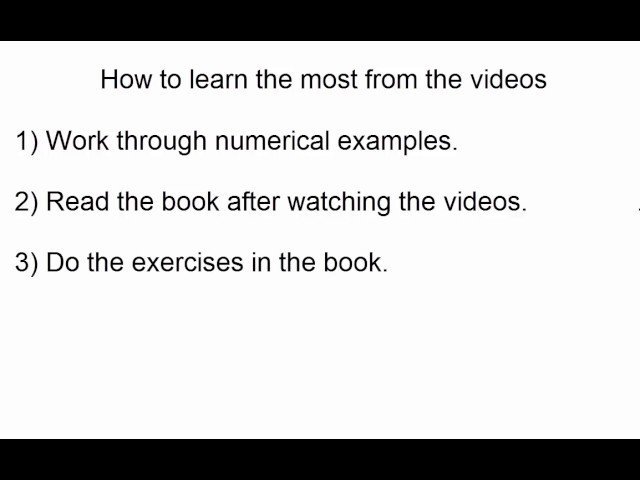 How to learn the most from the videos
1) Work through numerical examples.
2) Read the book after watching the videos.
3) Do the exercises in the book.